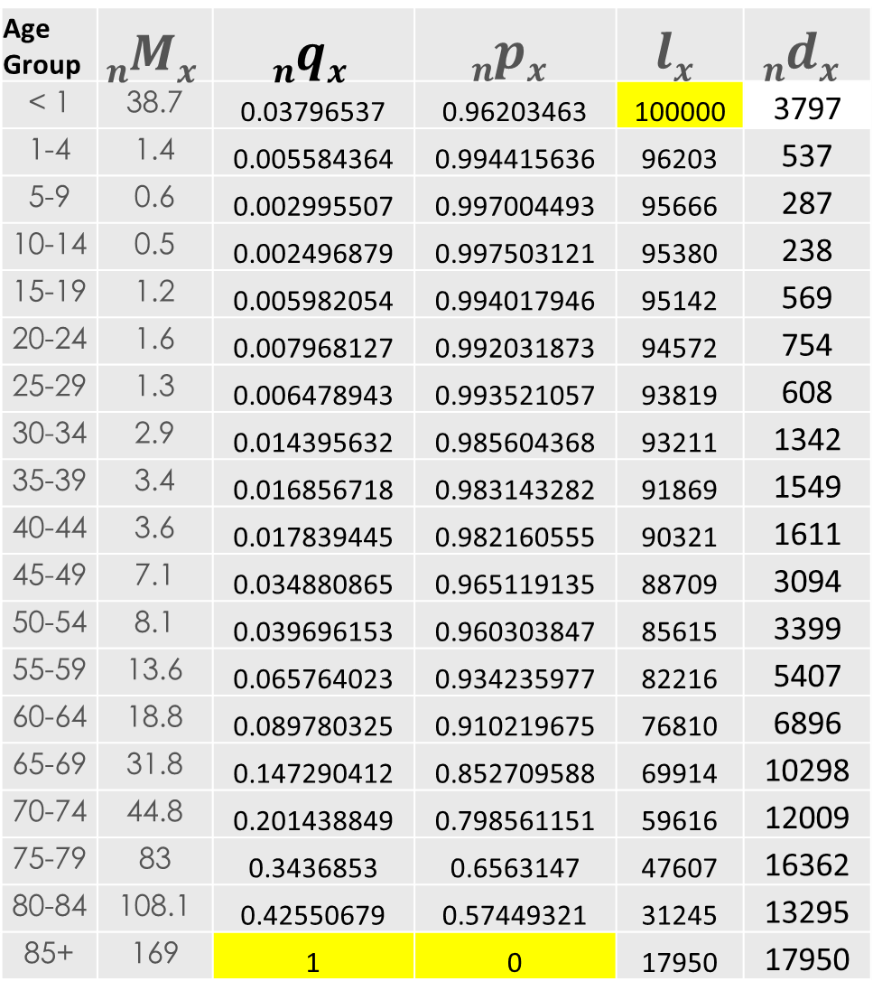 Age Group nMx nqx npx lx ndx
< 1 38.7 0.03796537 0.96203463 100000 3797
1-4 1.4 0.005584364 0.994415636 96203 537
5-9 0.6 0.002995507 0.997004493 95666 287
10-14 0.5 0.002496879 0.997503121 95380 238
15-19 1.2 0.005982054 0.994017946 95142 569
20-24 1.6 0.007968127 0.992031873 94572 754
25-29 1.3 0.006478943 0.993521057 93819 608
30-34 2.9 0.014395632 0.985604368 93211 1342
35-39 3.4 0.016856718 0.983143282 91869 1549
40-44 3.6 0.017839445 0.982160555 90321 1611
45-49 7.1 0.034880865 0.965119135 88709 3094
50-54 8.1 0.039696153 0.960303847 85615 3399
55-59 13.6 0.065764023 0.934235977 82216 5407
60-64 18.8 0.089780325 0.910219675 76810 6896
65-69 31.8 0.147290412 0.852709588 69914 10298
70-74 44.8 0.201438849 0.798561151 59616 12009
75-79 83 0.3436853 0.6563147 47607 16362
80-84 108.1 0.42550679 0.57449321 31245 13295
85+ 169 1 0 17950 17950